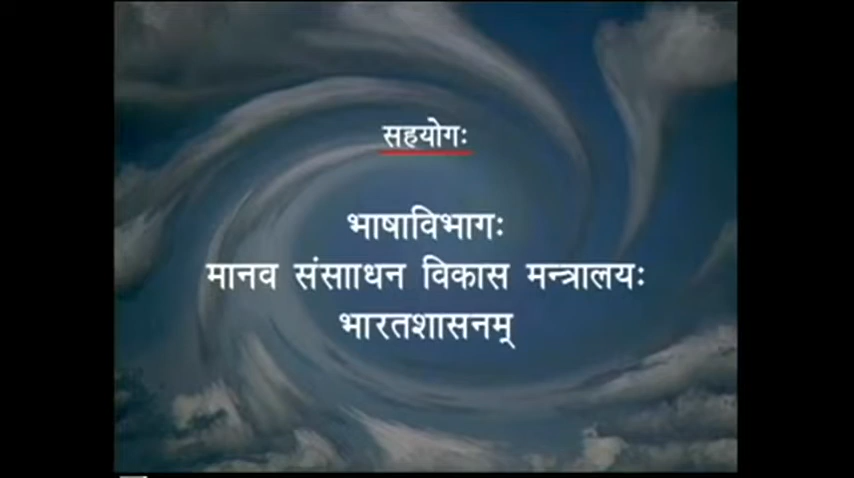 सहयोगः
भाषाविभागः
मानव संसााधन विकास मन्त्रालयः
भारतशासनम्